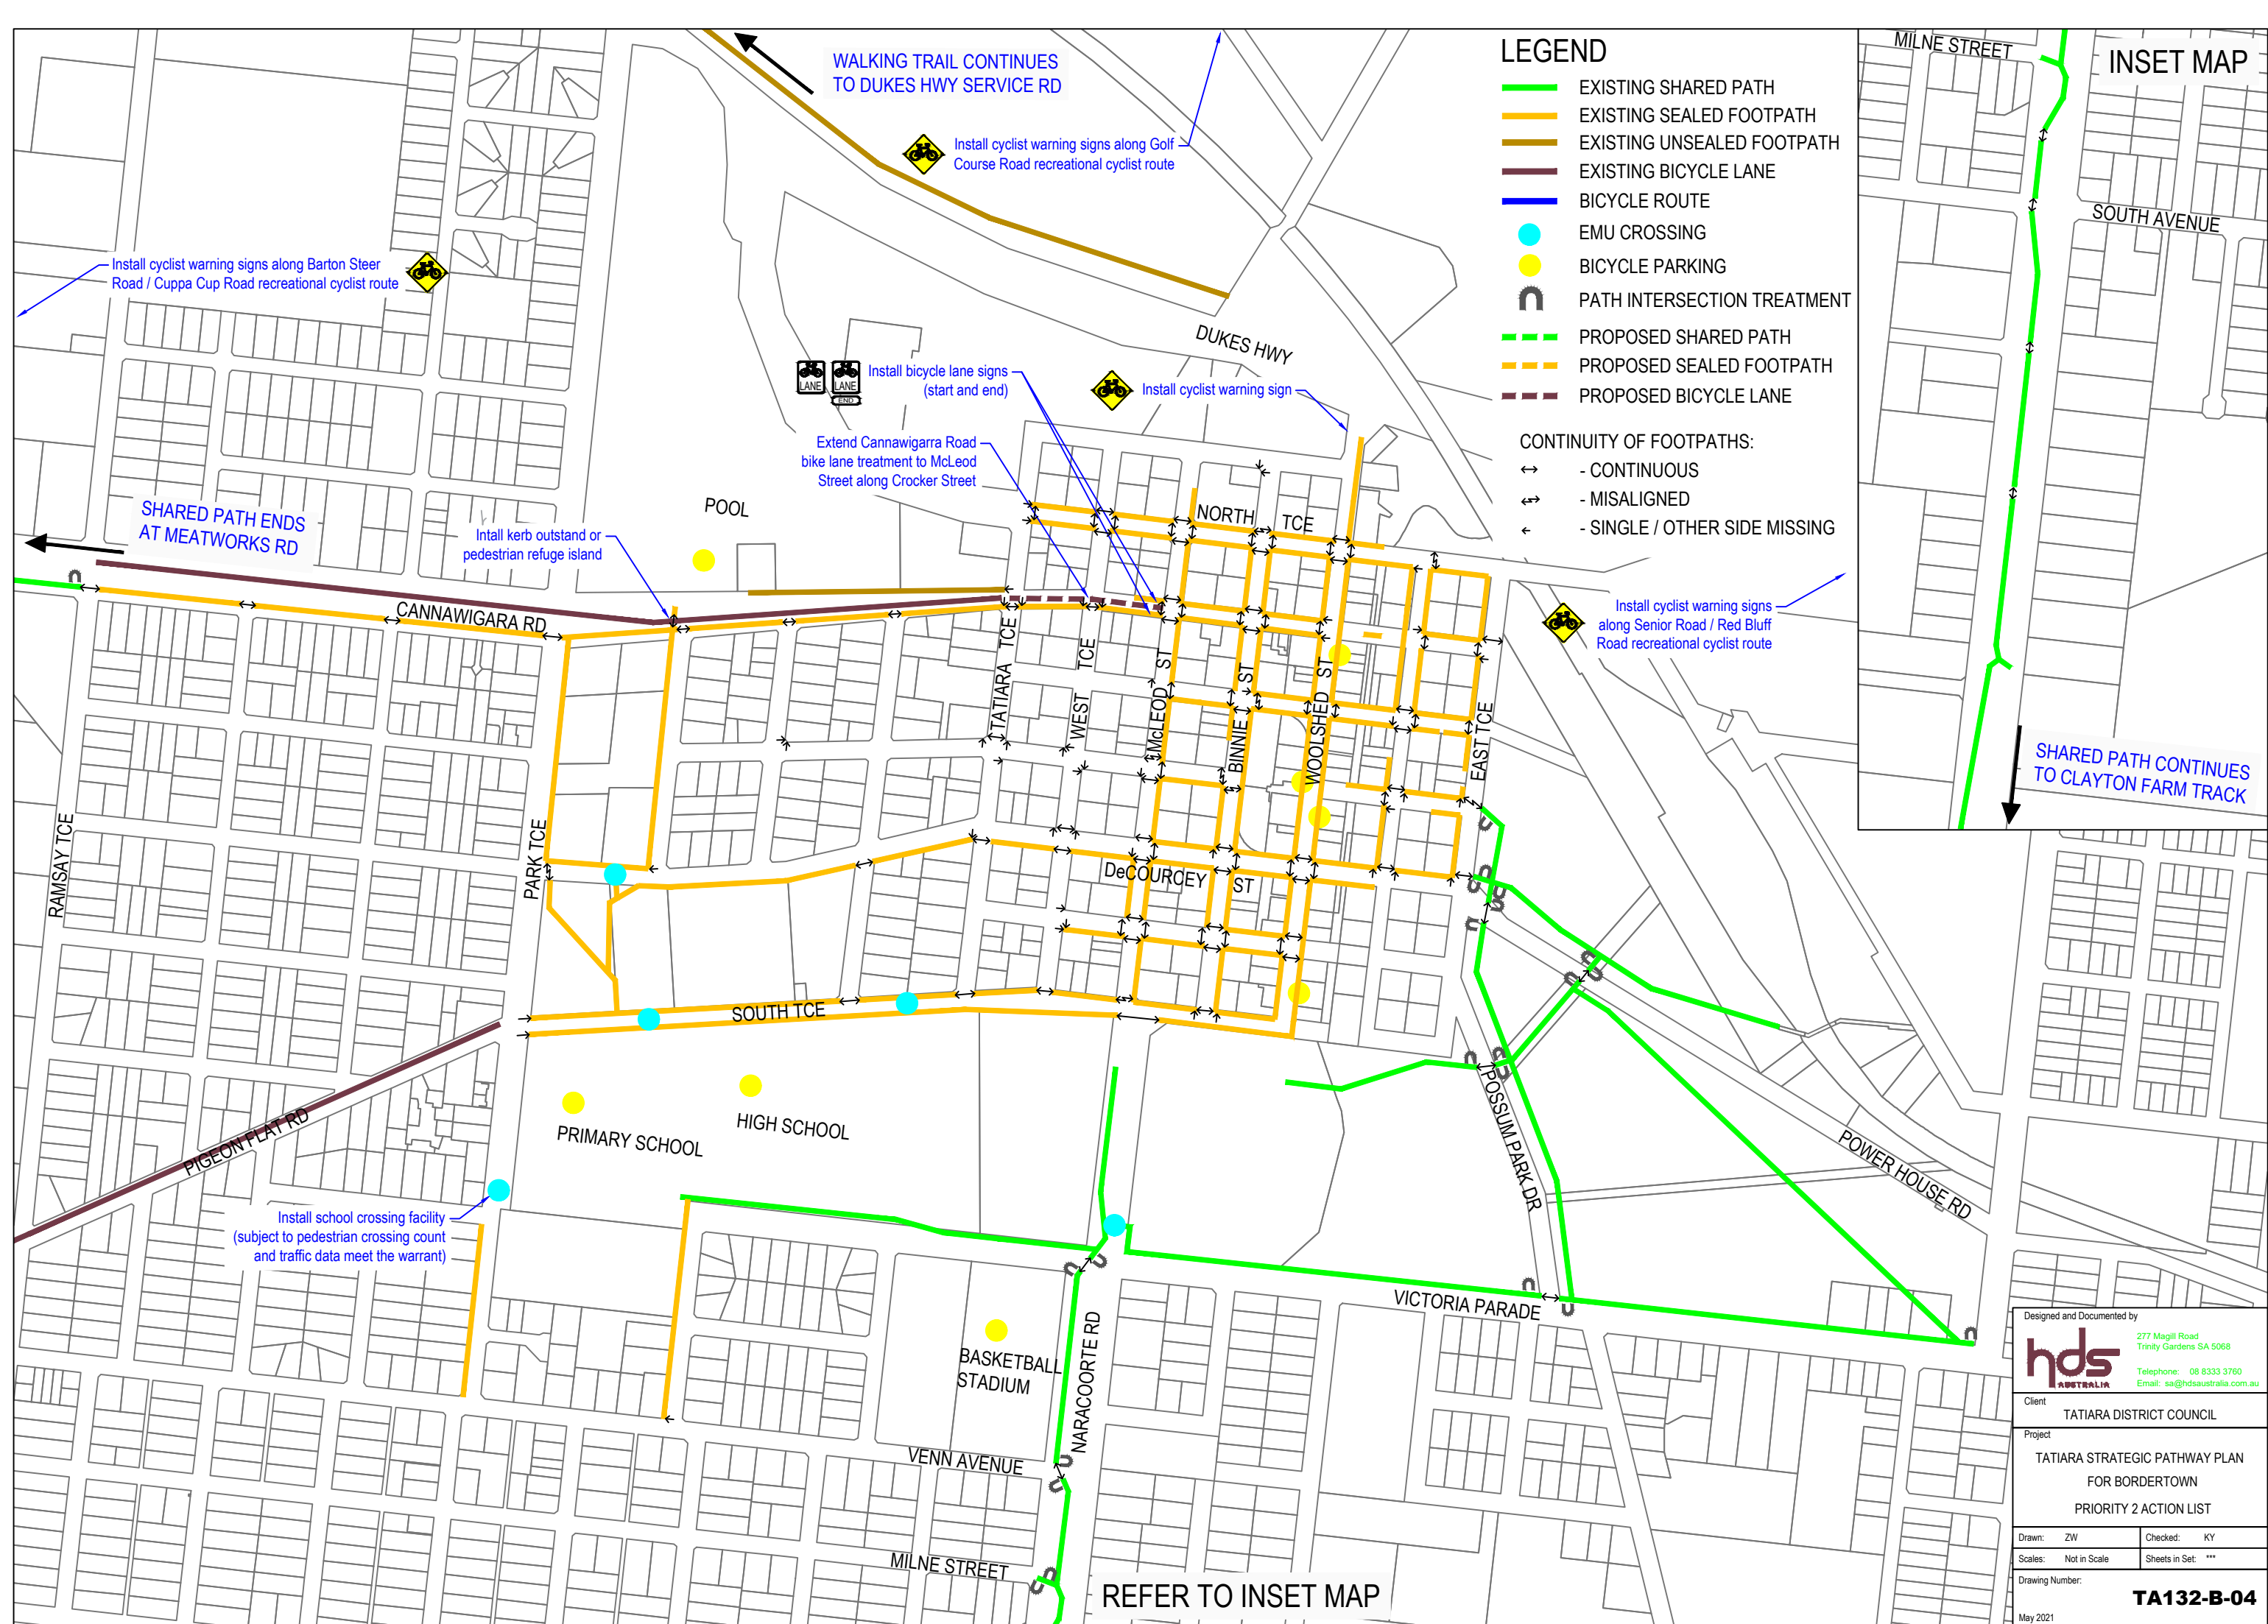 WALKING TRAIL CONTINUES
TO DUKES HWY SERVICE RD
Install cyclist warning signs along Golf
Course Road recreational cyclist route
Install cyclist warning signs along Barton Steer
Road / Cuppa Cup Road recreational cyclist route
DUKES HWY
LANE
LANE
END
Install bicycle lane signs
(start and end)
Install cyclist warning sign
Extend Cannawigarra Road
bike lane treatment to McLeod
Street along Crocker Street
POOL
NORTH TCE
SHARED PATH ENDS
AT MEATWORKS RD
Intall kerb outstand or
pedestrian refuge island
CANNAWIGARA RD
TATIARA TCE
WEST TCE
McLEOD ST
BINNIE ST
WOOLSHED ST
EAST TCE
RAMSAY TCE
PARK TCE
DeCOURCEY ST
SOUTH TCE
PIGEON FLAT RD
PRIMARY SCHOOL
HIGH SCHOOL
Install school crossing facility
(subject to pedestrian crossing count
and traffic data meet the warrant)
POSSUM PARK DR
POWER HOUSE RD
VICTORIA PARADE
BASKETBALL
STADIUM
NARACOORTE RD
VENN AVENUE
MILNE STREET
REFER TO INSET MAP
LEGEND
EXISTING SHARED PATH
EXISTING SEALED FOOTPATH
EXISTING UNSEALED FOOTPATH
EXISTING BICYCLE LANE
BICYCLE ROUTE
EMU CROSSING
BICYCLE PARKING
PATH INTERSECTION TREATMENT
PROPOSED SHARED PATH
PROPOSED SEALED FOOTPATH
PROPOSED BICYCLE LANE
CONTINUITY OF FOOTPATHS:
- CONTINUOUS
- MISALIGNED
- SINGLE / OTHER SIDE MISSING
Install cyclist warning signs
along Senior Road / Red Bluff
Road recreational cyclist route
INSET MAP
MILNE STREET
SOUTH AVENUE
SHARED PATH CONTINUES
TO CLAYTON FARM TRACK
Designed and Documented by
hds
AUSTRALIA
277 Magill Road
Trinity Gardens SA 5068
Telephone: 08 8333 3760
Email: sa@hdsaustralia.com.au
Client
TATIARA DISTRICT COUNCIL
Project
TATIARA STRATEGIC PATHWAY PLAN
FOR BORDERTOWN
PRIORITY 2 ACTION LIST
Drawn: ZW
Checked: KY
Scales: Not in Scale
Sheets in Set: ***
Drawing Number:
TA132-B-04
May 2021